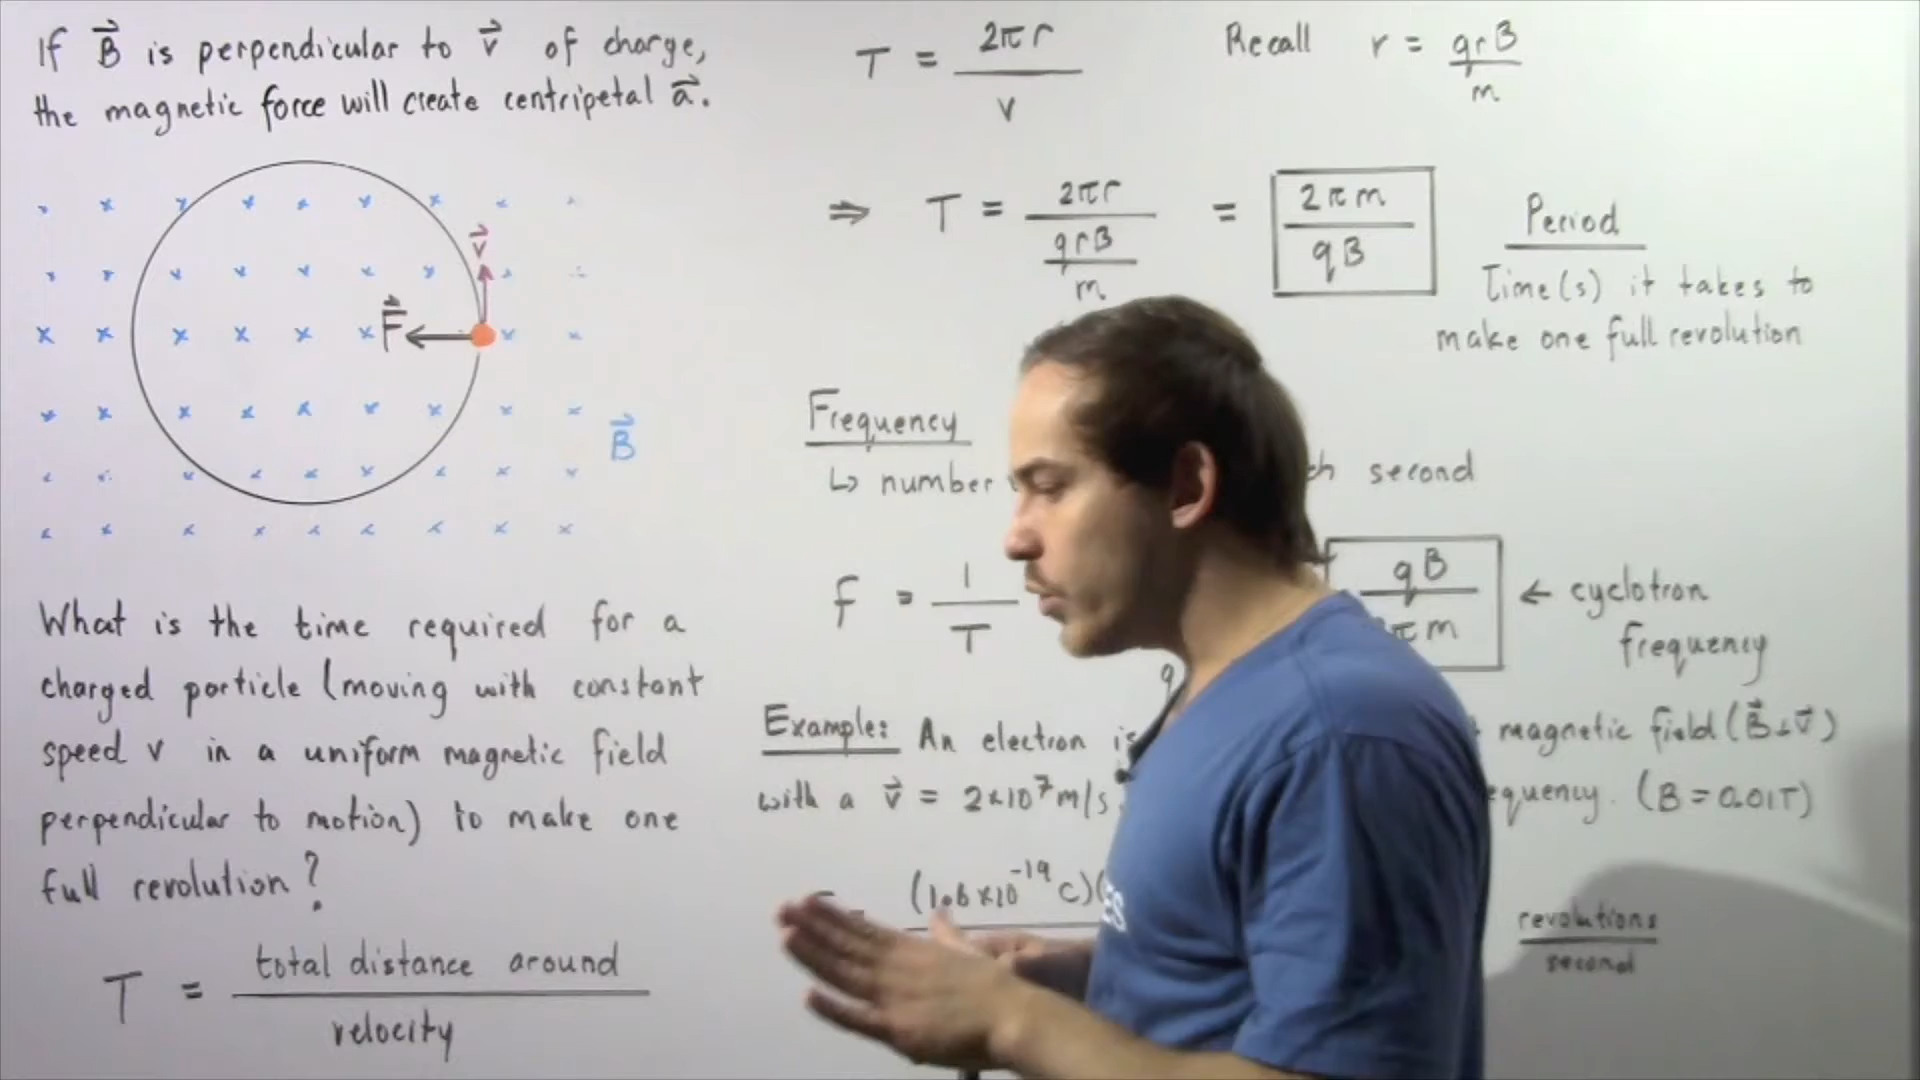 If B⃗ is perpendicular to v⃗ of charge,
the magnetic force will create centripetal a⃗.
v⃗
F⃗
B⃗
What is the time required for a
charged particle (moving with constant
speed v in a uniform magnetic field
perpendicular to motion) to make one
full revolution?
T = total distance around / velocity
T = 2πr / v
Recall r = qrB / m
⇒ T = 2πr / (qrB / m) = 2πm / qB
Period
Time(s) it takes to
make one full revolution
Frequency
↳ number second
f = 1 / T
qB / πm ← cyclotron
frequency
q
Example: An electron is magnetic field (B⃗ ⊥ v⃗)
with a v⃗ = 2×10⁷ m/s. (B = 0.01T)
(1.6×10⁻¹⁹ C)(
revolutions / second